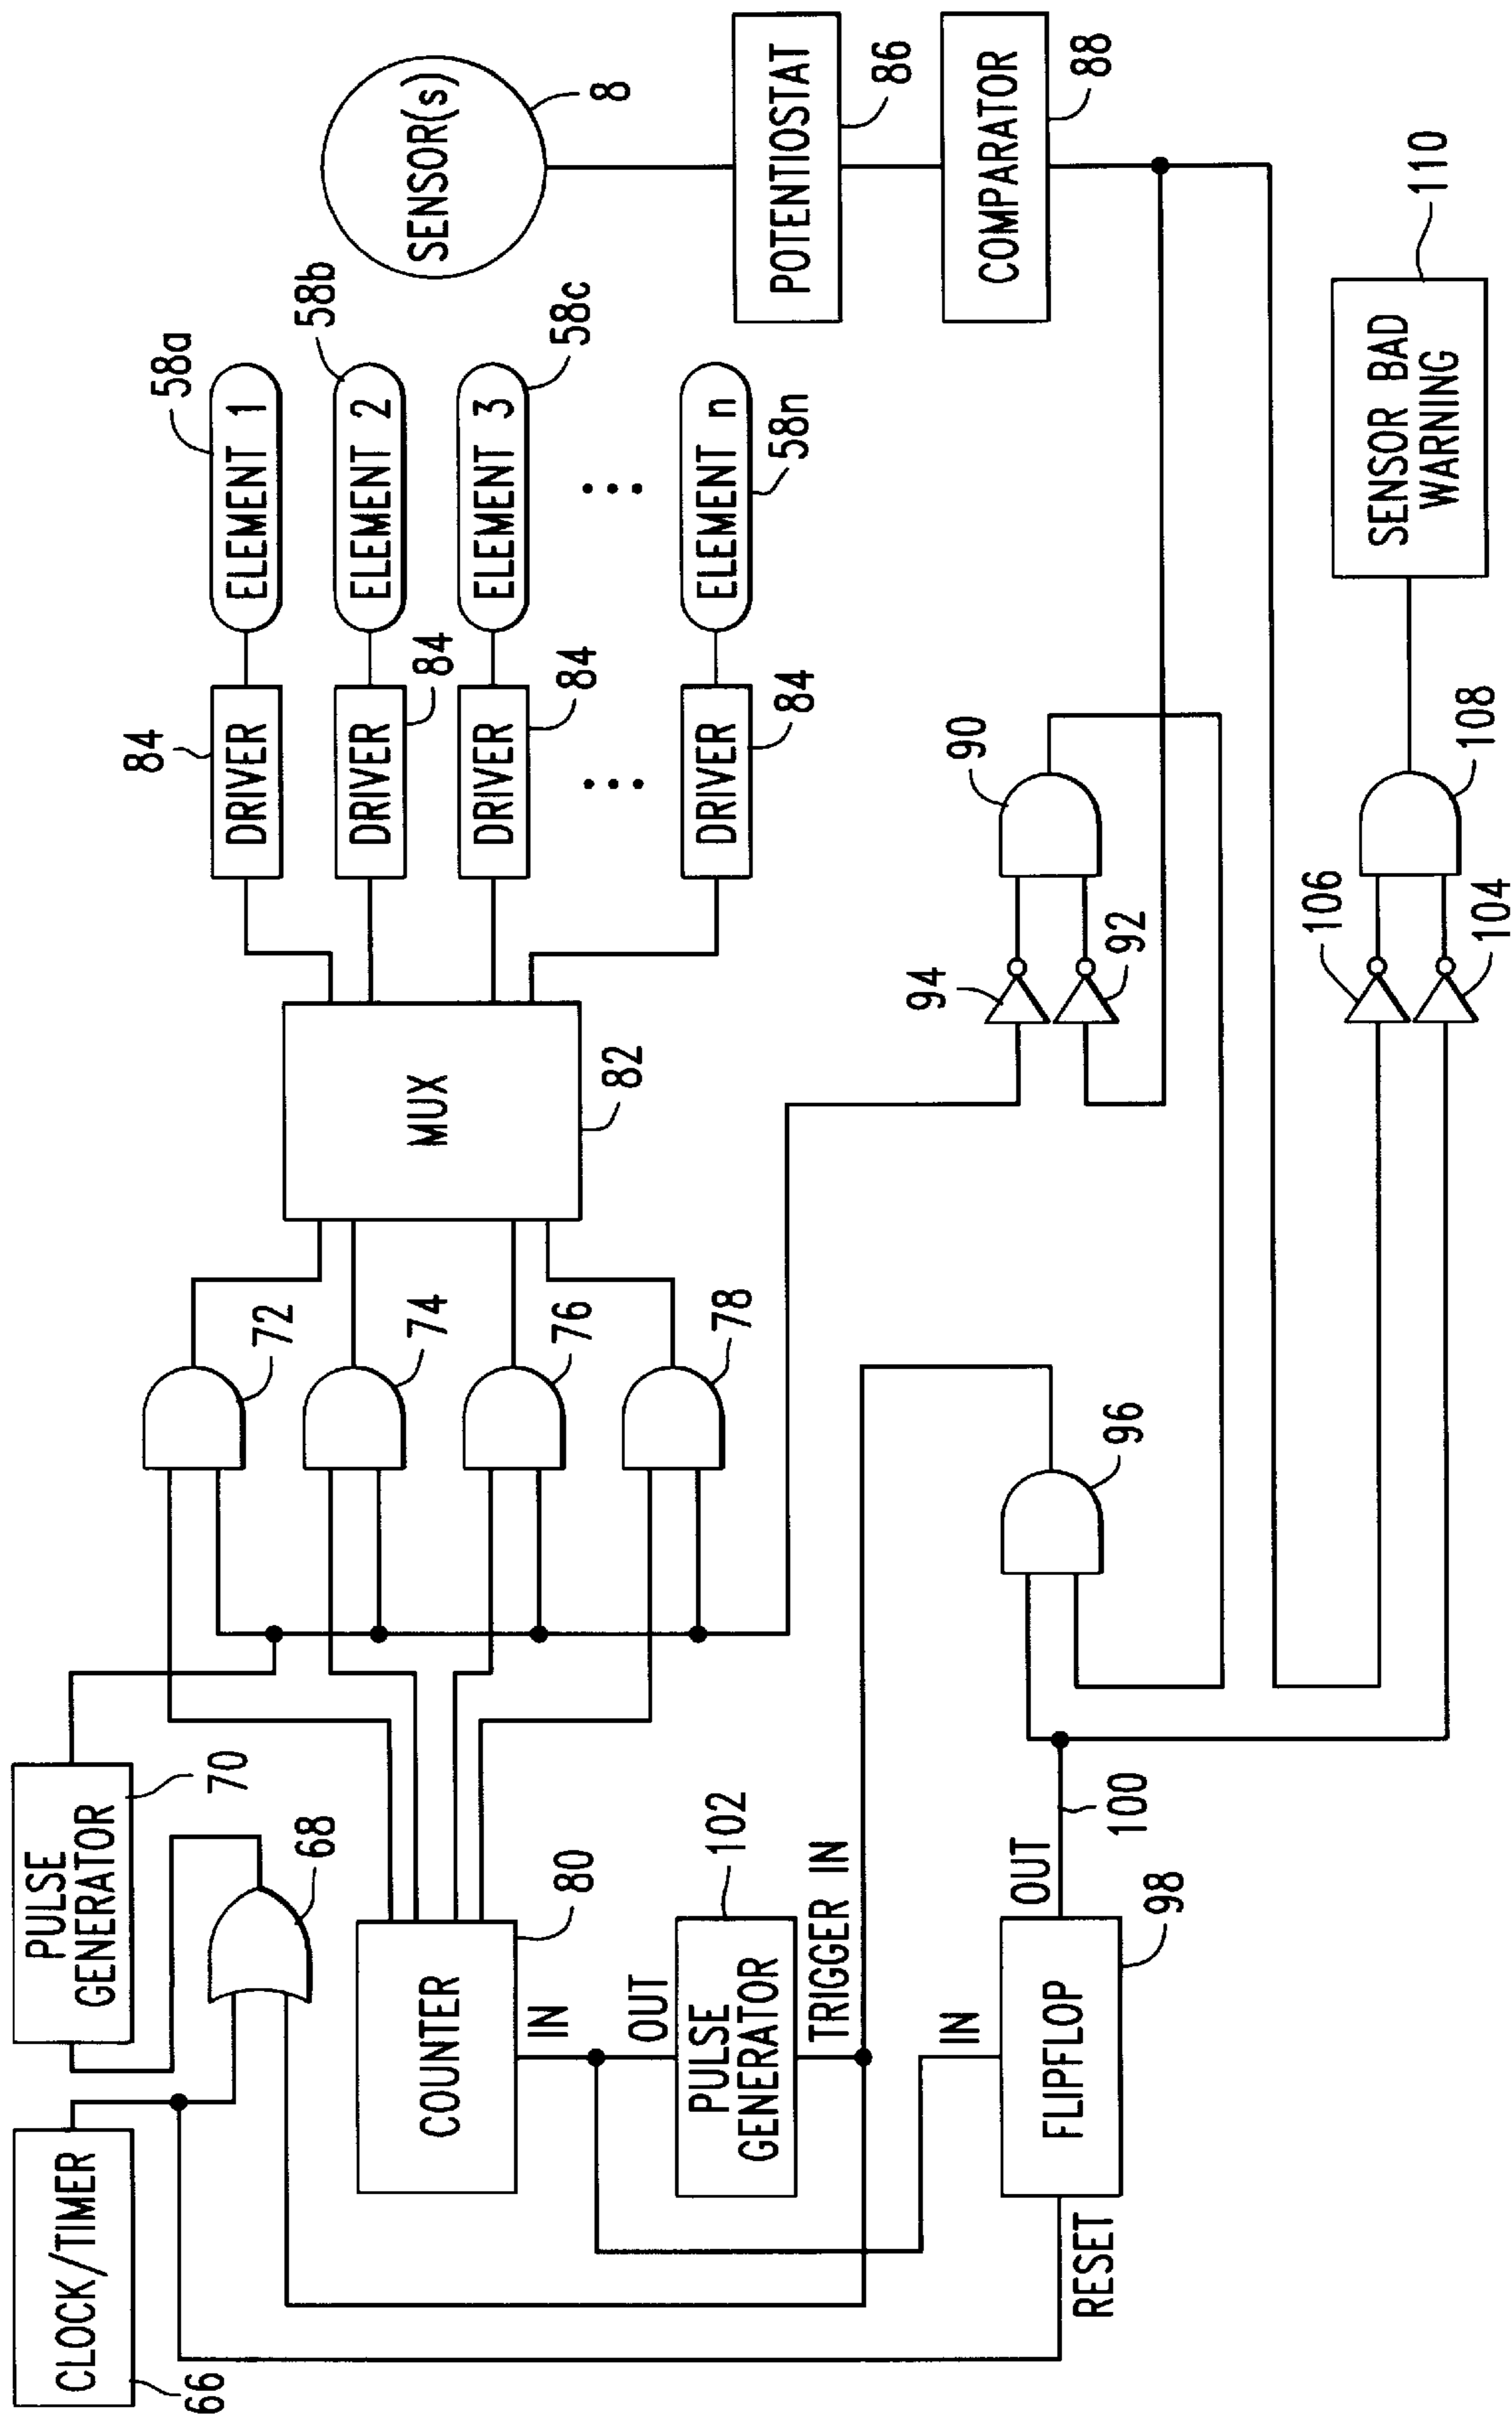 CLOCK/TIMER
66
PULSE
GENERATOR
70
68
COUNTER
80
IN
OUT
PULSE
GENERATOR
102
TRIGGER IN
IN
FLIPFLOP
98
OUT
100
RESET
72
74
76
78
96
MUX
82
84
DRIVER
DRIVER
84
DRIVER
84
DRIVER
84
58a
ELEMENT 1
58b
ELEMENT 2
ELEMENT 3
58c
ELEMENT n
58n
SENSOR(s)
8
POTENTIOSTAT
86
COMPARATOR
88
90
94
92
106
104
108
SENSOR BAD
WARNING
110